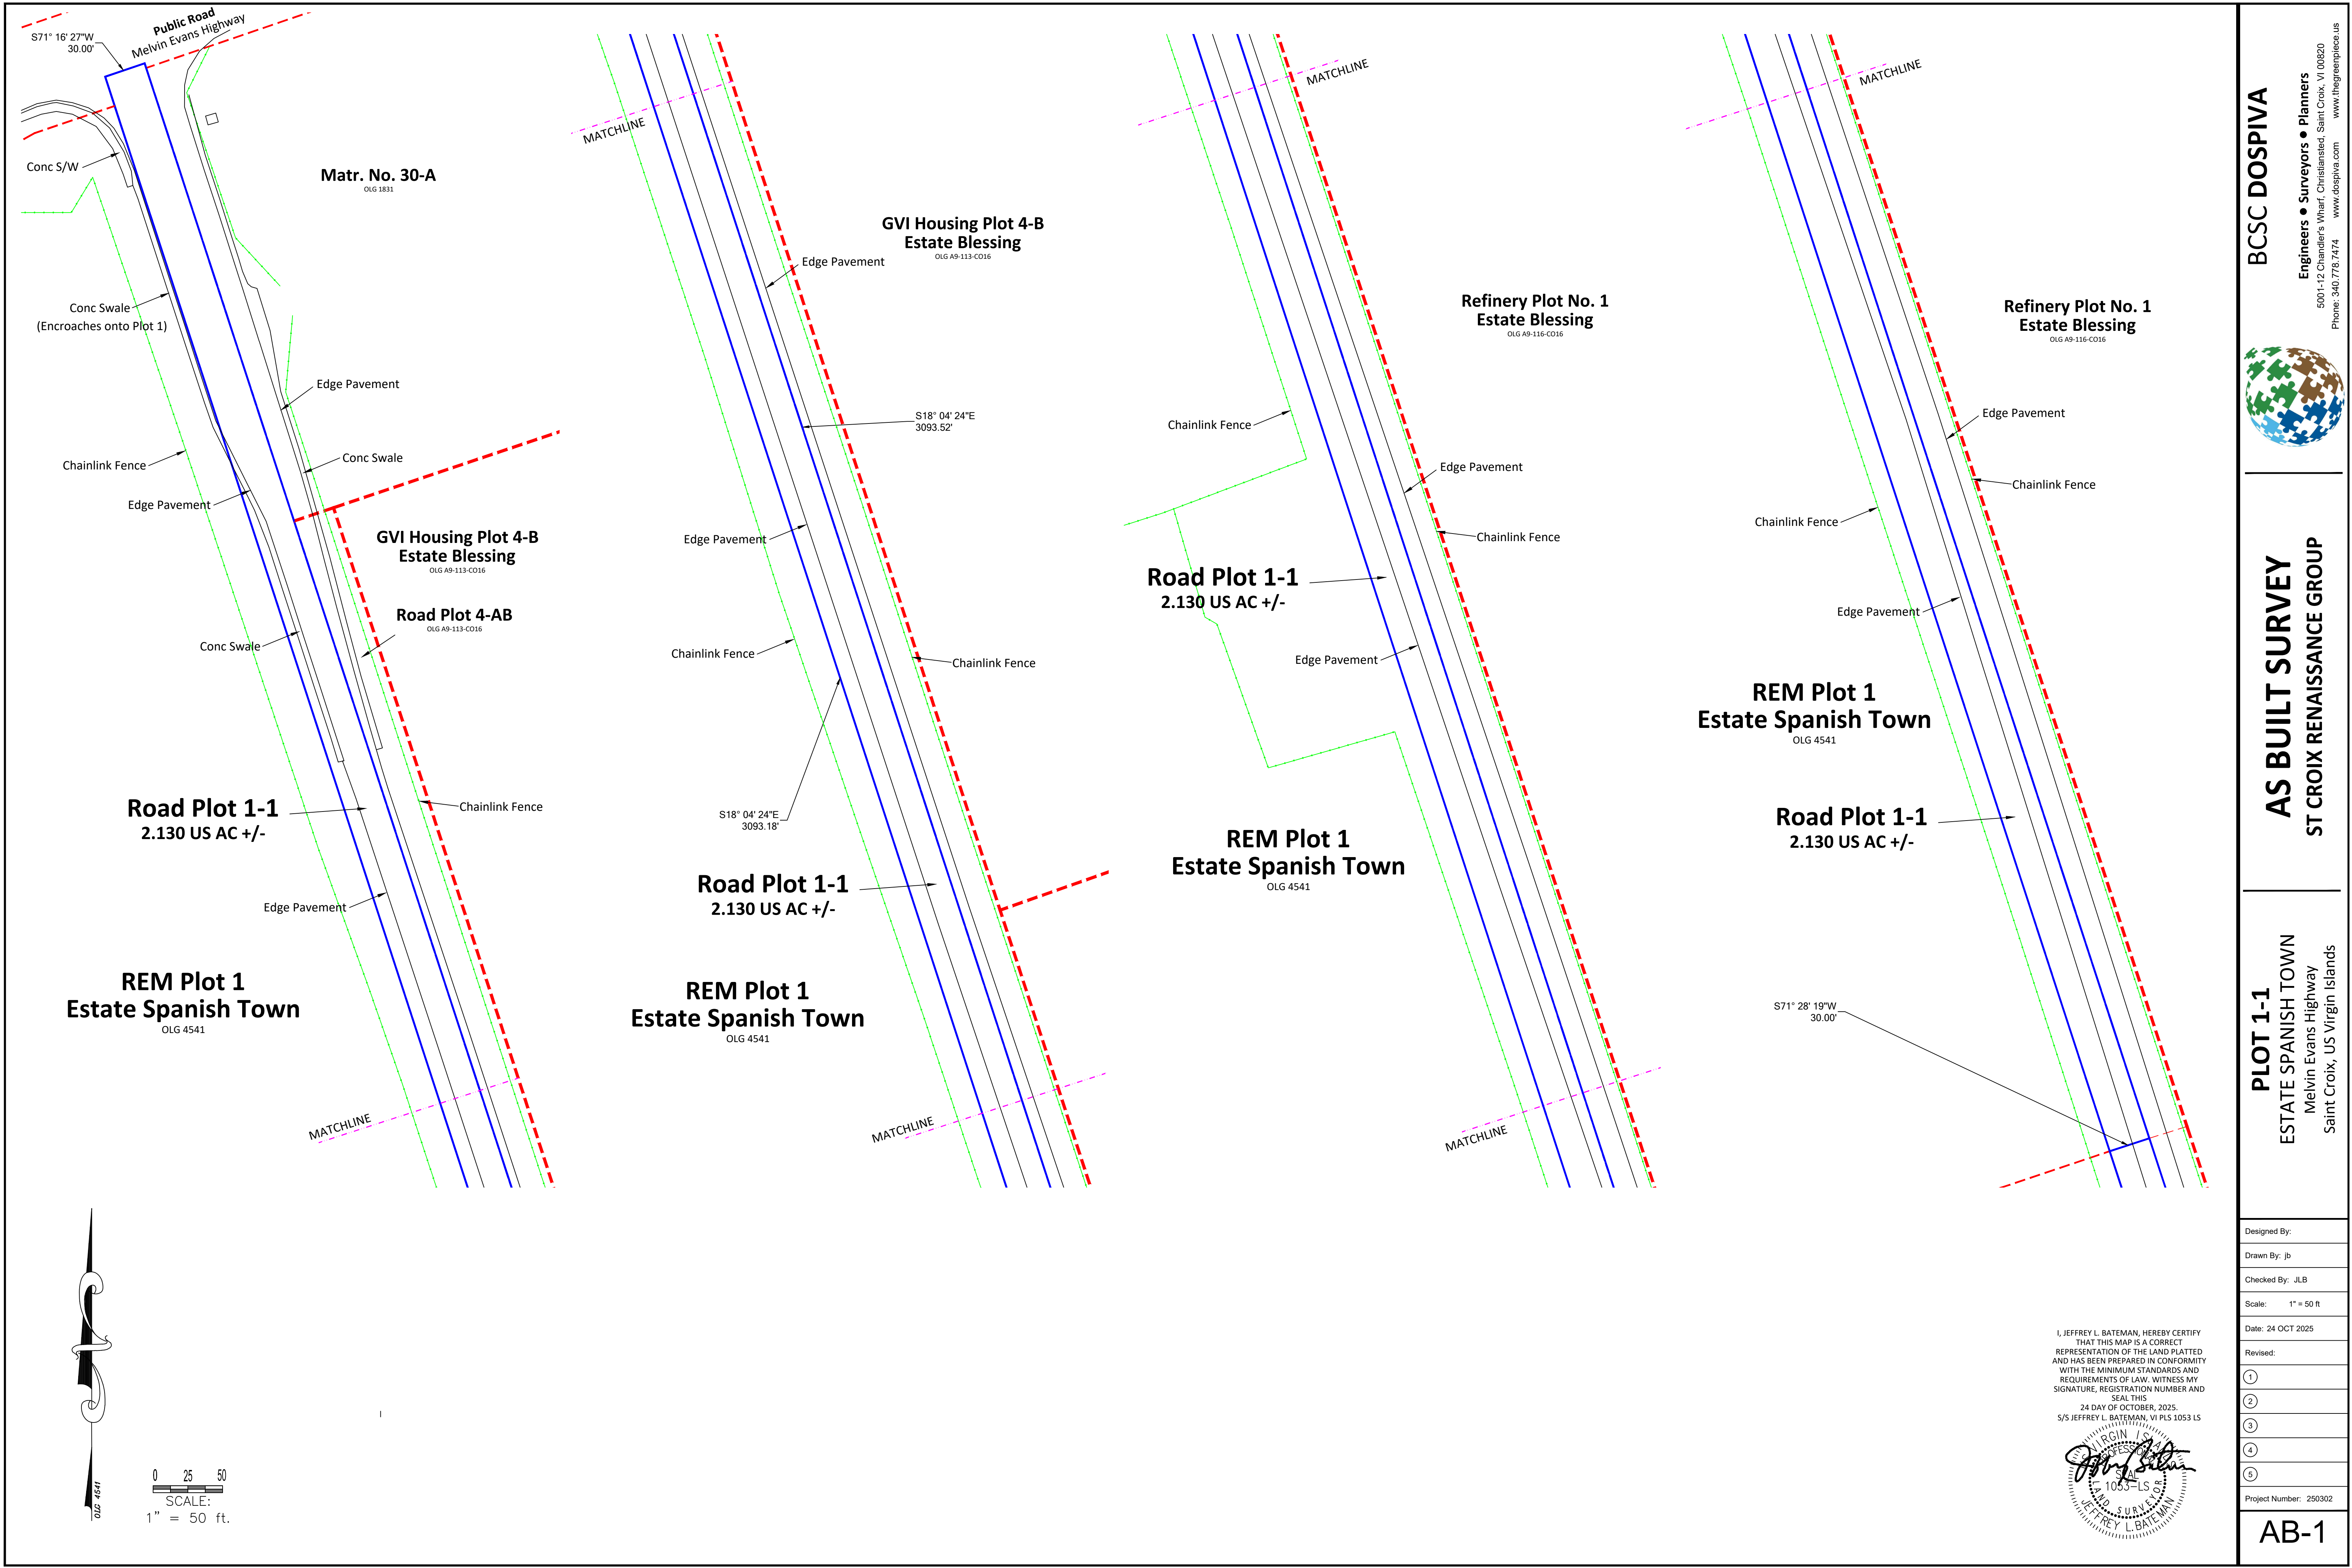 Public Road
Melvin Evans Highway
S71° 16' 27"W
30.00'
Conc S/W
Matr. No. 30-A
OLG 1831
Conc Swale
(Encroaches onto Plot 1)
Edge Pavement
Chainlink Fence
Conc Swale
Edge Pavement
GVI Housing Plot 4-B
Estate Blessing
OLG A9-113-CO16
Road Plot 4-AB
OLG A9-113-CO16
Conc Swale
Road Plot 1-1
2.130 US AC +/-
Chainlink Fence
Edge Pavement
REM Plot 1
Estate Spanish Town
OLG 4541
MATCHLINE
MATCHLINE
GVI Housing Plot 4-B
Estate Blessing
OLG A9-113-CO16
Edge Pavement
S18° 04' 24"E
3093.52'
Edge Pavement
Chainlink Fence
Chainlink Fence
S18° 04' 24"E
3093.18'
Road Plot 1-1
2.130 US AC +/-
REM Plot 1
Estate Spanish Town
OLG 4541
MATCHLINE
MATCHLINE
Refinery Plot No. 1
Estate Blessing
OLG A9-116-CO16
Chainlink Fence
Edge Pavement
Chainlink Fence
Road Plot 1-1
2.130 US AC +/-
Edge Pavement
REM Plot 1
Estate Spanish Town
OLG 4541
MATCHLINE
MATCHLINE
Refinery Plot No. 1
Estate Blessing
OLG A9-116-CO16
Edge Pavement
Chainlink Fence
Chainlink Fence
Edge Pavement
REM Plot 1
Estate Spanish Town
OLG 4541
Road Plot 1-1
2.130 US AC +/-
S71° 28' 19"W
30.00'
OLG 4541
0 25 50
SCALE:
1" = 50 ft.
I, JEFFREY L. BATEMAN, HEREBY CERTIFY
THAT THIS MAP IS A CORRECT
REPRESENTATION OF THE LAND PLATTED
AND HAS BEEN PREPARED IN CONFORMITY
WITH THE MINIMUM STANDARDS AND
REQUIREMENTS OF LAW. WITNESS MY
SIGNATURE, REGISTRATION NUMBER AND
SEAL THIS
24 DAY OF OCTOBER, 2025.
S/S JEFFREY L. BATEMAN, VI PLS 1053 LS
SEAL
1053-LS
LAND SURVEYOR
JEFFREY L. BATEMAN
BCSC DOSPIVA
Engineers ● Surveyors ● Planners
5001-12 Chandler's Wharf, Christiansted, Saint Croix, VI 00820
Phone: 340.778.7474 www.dospiva.com www.thegreenpiece.us
AS BUILT SURVEY
ST CROIX RENAISSANCE GROUP
PLOT 1-1
ESTATE SPANISH TOWN
Melvin Evans Highway
Saint Croix, US Virgin Islands
Designed By:
Drawn By: jb
Checked By: JLB
Scale: 1" = 50 ft
Date: 24 OCT 2025
Revised:
1
2
3
4
5
Project Number: 250302
AB-1